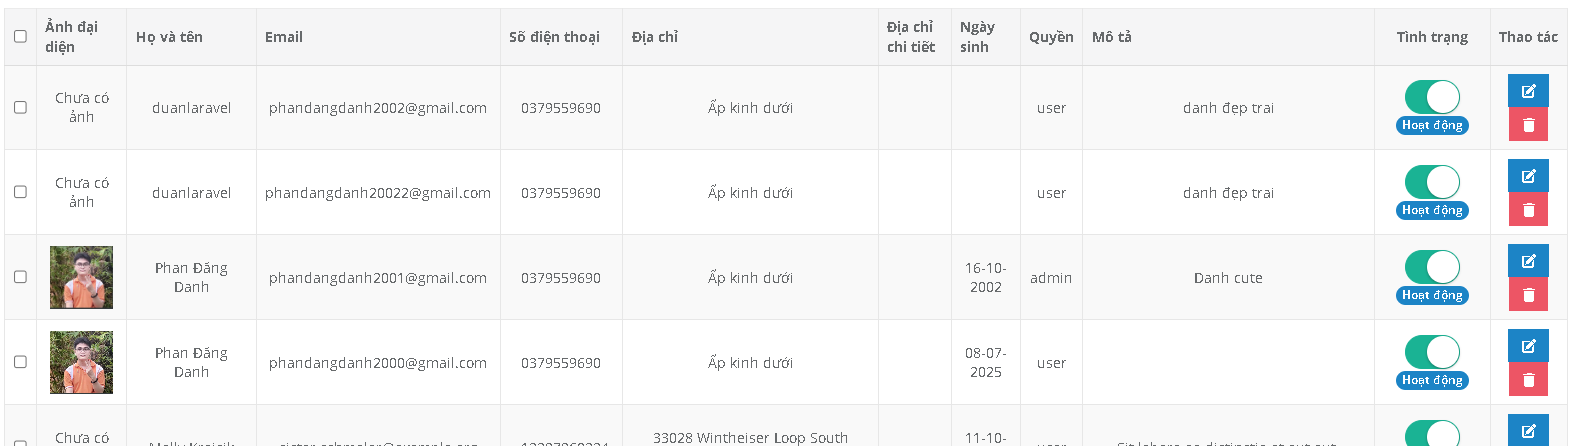 Ảnh đại diện Họ và tên Email Số điện thoại Địa chỉ Địa chỉ chi tiết Ngày sinh Quyền Mô tả Tình trạng Thao tác
Chưa có ảnh duanlaravel phandangdanh2002@gmail.com 0379559690 Ấp kinh dưới user danh đẹp trai Hoạt động
Chưa có ảnh duanlaravel phandangdanh20022@gmail.com 0379559690 Ấp kinh dưới user danh đẹp trai Hoạt động
Phan Đăng Danh phandangdanh2001@gmail.com 0379559690 Ấp kinh dưới 16-10-2002 admin Danh cute Hoạt động
Phan Đăng Danh phandangdanh2000@gmail.com 0379559690 Ấp kinh dưới 08-07-2025 user Hoạt động
Chưa có 33028 Wintheiser Loop South 11-10-